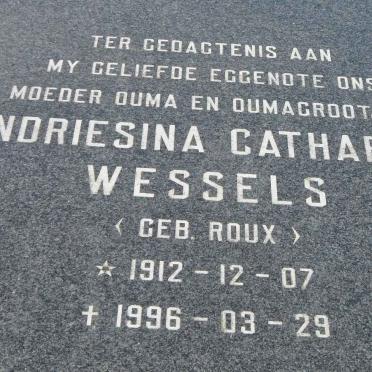 TER GEDAGTENIS AAN
MY GELIEFDE EGGENOTE ONS
MOEDER OUMA EN OUMAGROOT
NDRIESINA CATHAR
WESSELS
( GEB. ROUX )
☆ 1912 - 12 - 07
✝ 1996 - 03 - 29